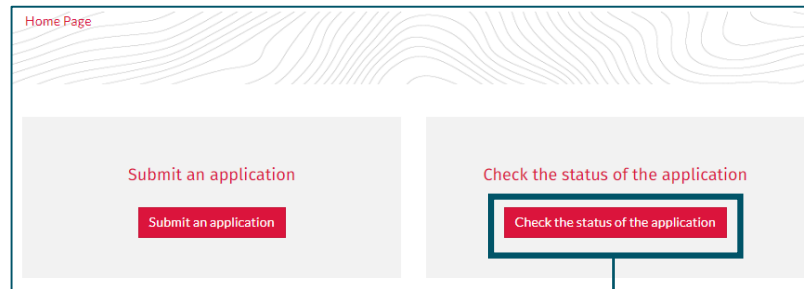 Home Page
Submit an application
Submit an application
Check the status of the application
Check the status of the application